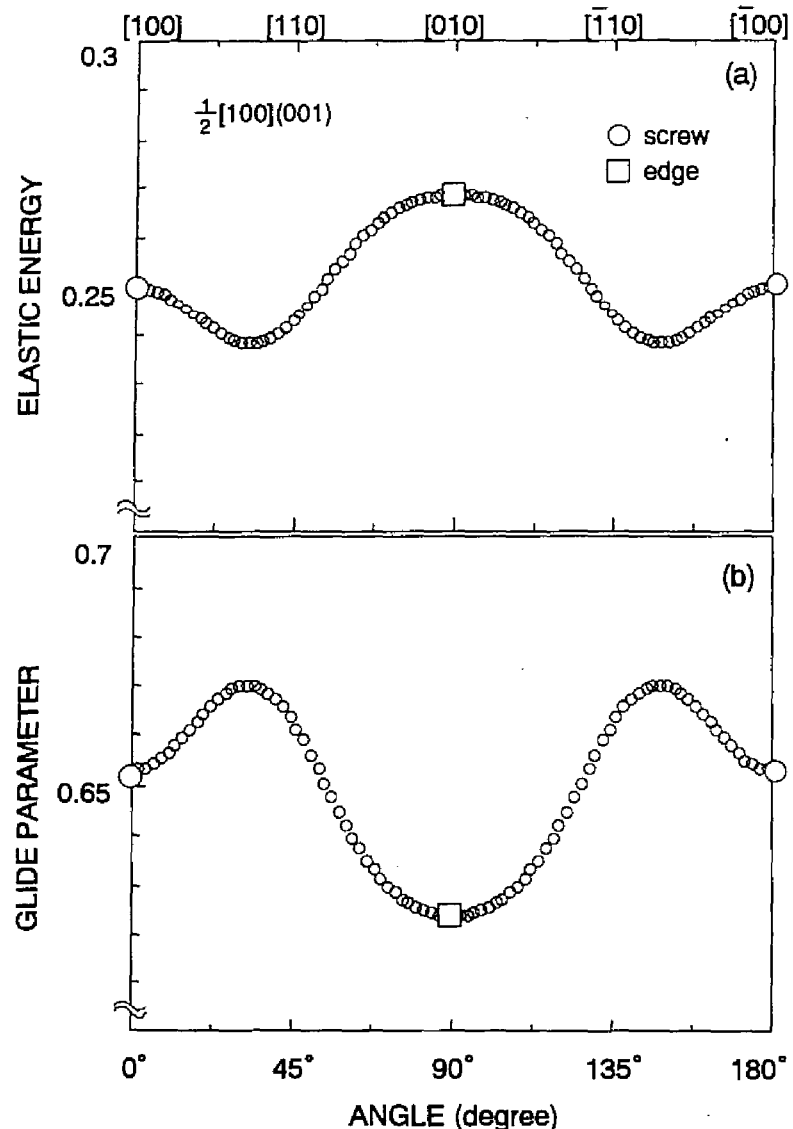 [100] [110] [010] [1̄10] [1̄00]
0.3
(a)
1/2[100](001)
screw
edge
0.25
ELASTIC ENERGY
0.7
(b)
0.65
GLIDE PARAMETER
0° 45° 90° 135° 180°
ANGLE (degree)